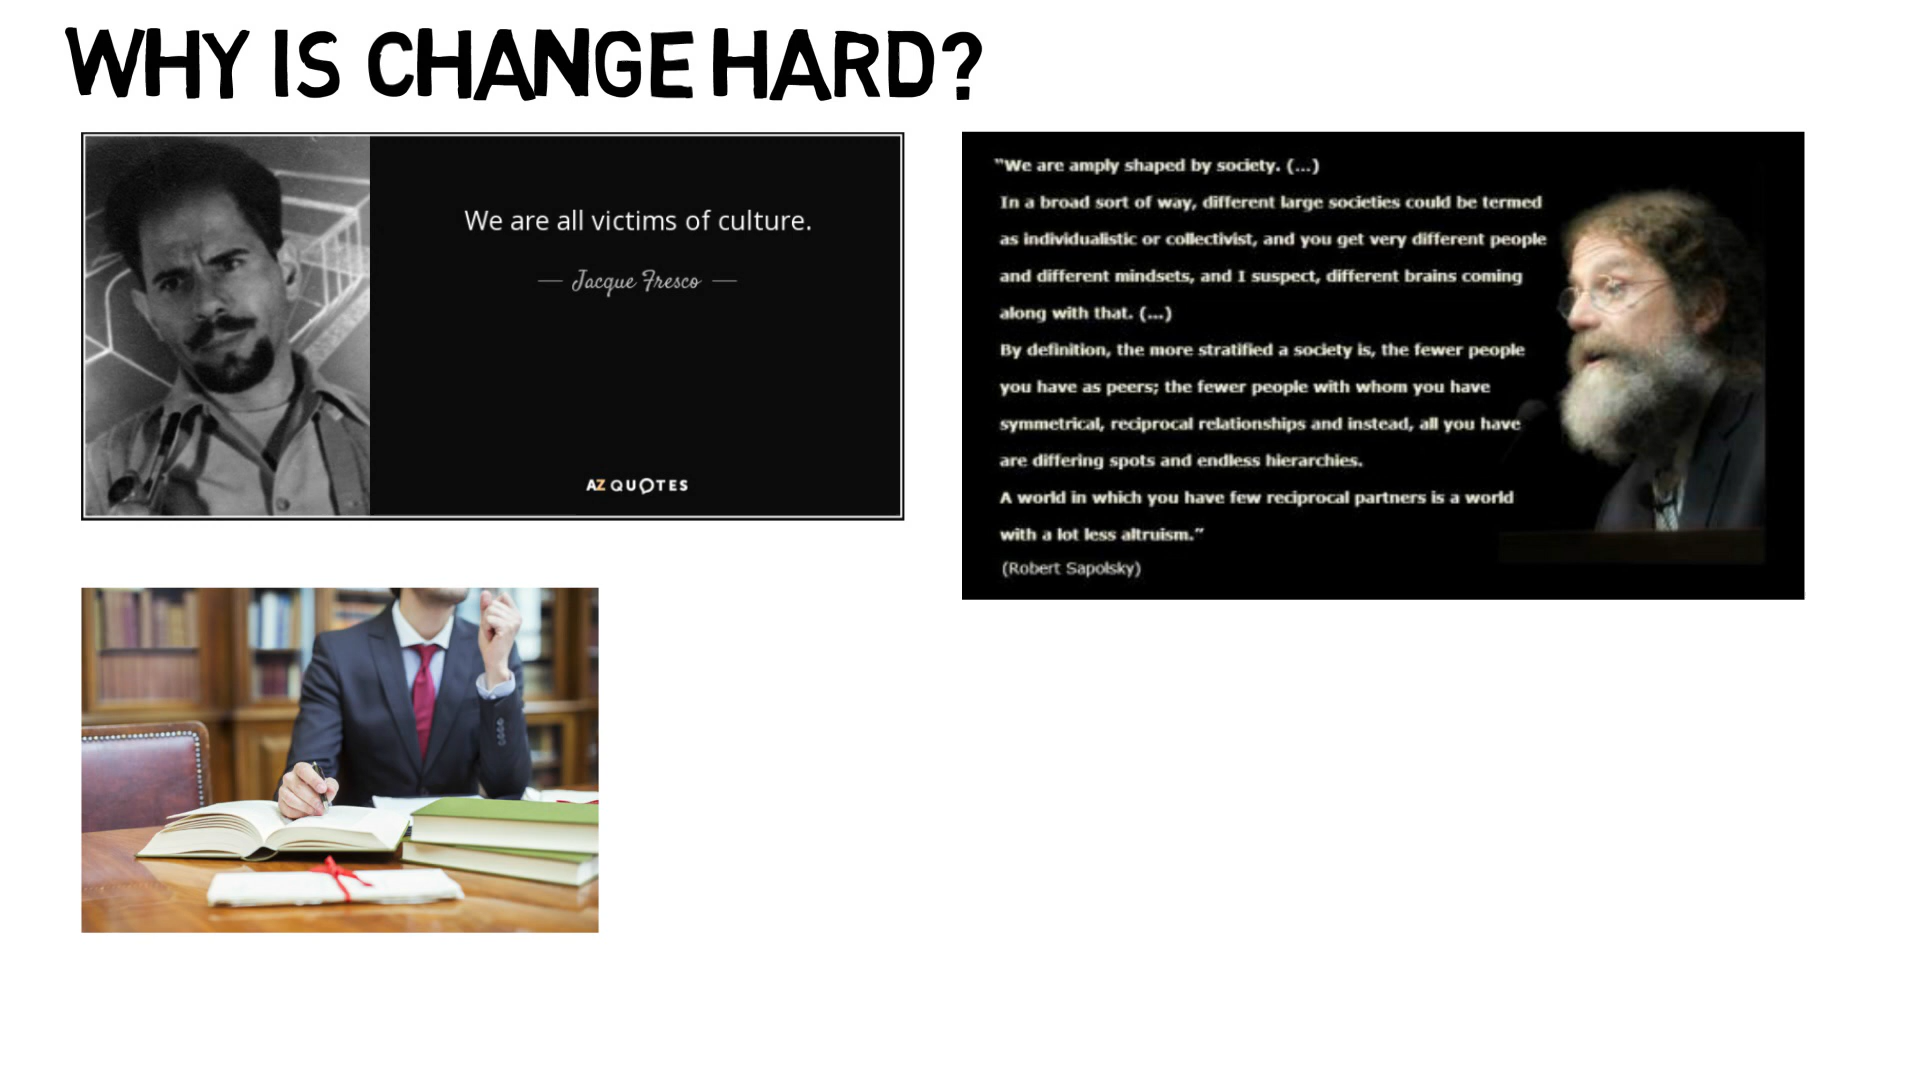 WHY IS CHANGE HARD?
We are all victims of culture.
— Jacque Fresco —
AZ QUOTES
"We are amply shaped by society. (...)
In a broad sort of way, different large societies could be termed
as individualistic or collectivist, and you get very different people
and different mindsets, and I suspect, different brains coming
along with that. (...)
By definition, the more stratified a society is, the fewer people
you have as peers; the fewer people with whom you have
symmetrical, reciprocal relationships and instead, all you have
are differing spots and endless hierarchies.
A world in which you have few reciprocal partners is a world
with a lot less altruism."
(Robert Sapolsky)